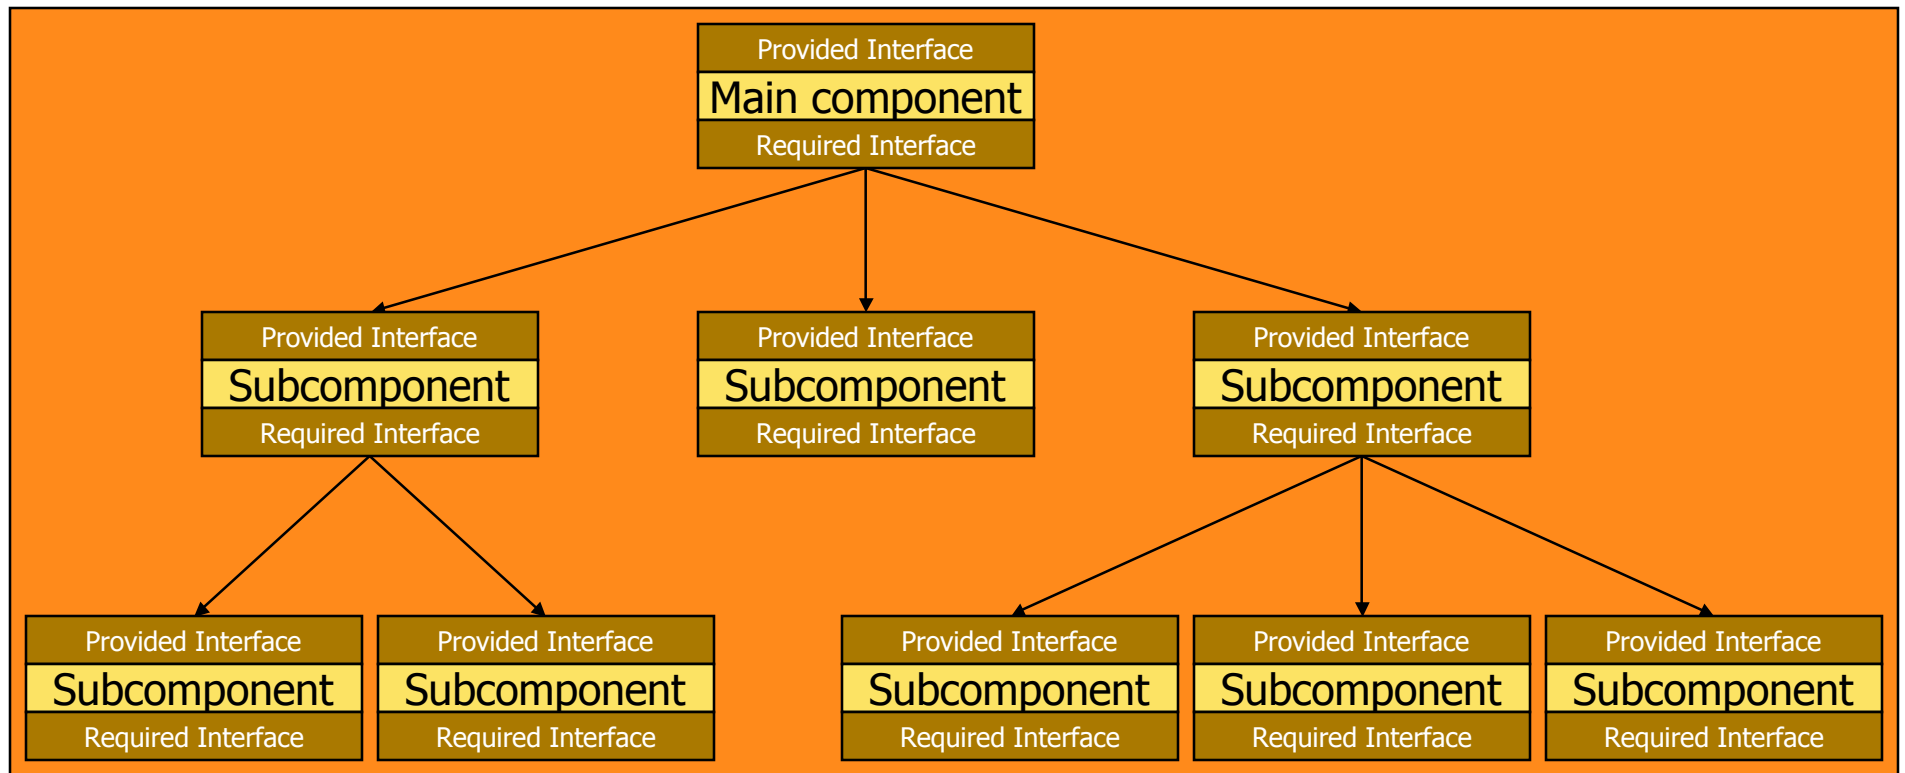 Provided Interface
Main component
Required Interface
Provided Interface
Subcomponent
Required Interface
Provided Interface
Subcomponent
Required Interface
Provided Interface
Subcomponent
Required Interface
Provided Interface
Subcomponent
Required Interface
Provided Interface
Subcomponent
Required Interface
Provided Interface
Subcomponent
Required Interface
Provided Interface
Subcomponent
Required Interface
Provided Interface
Subcomponent
Required Interface